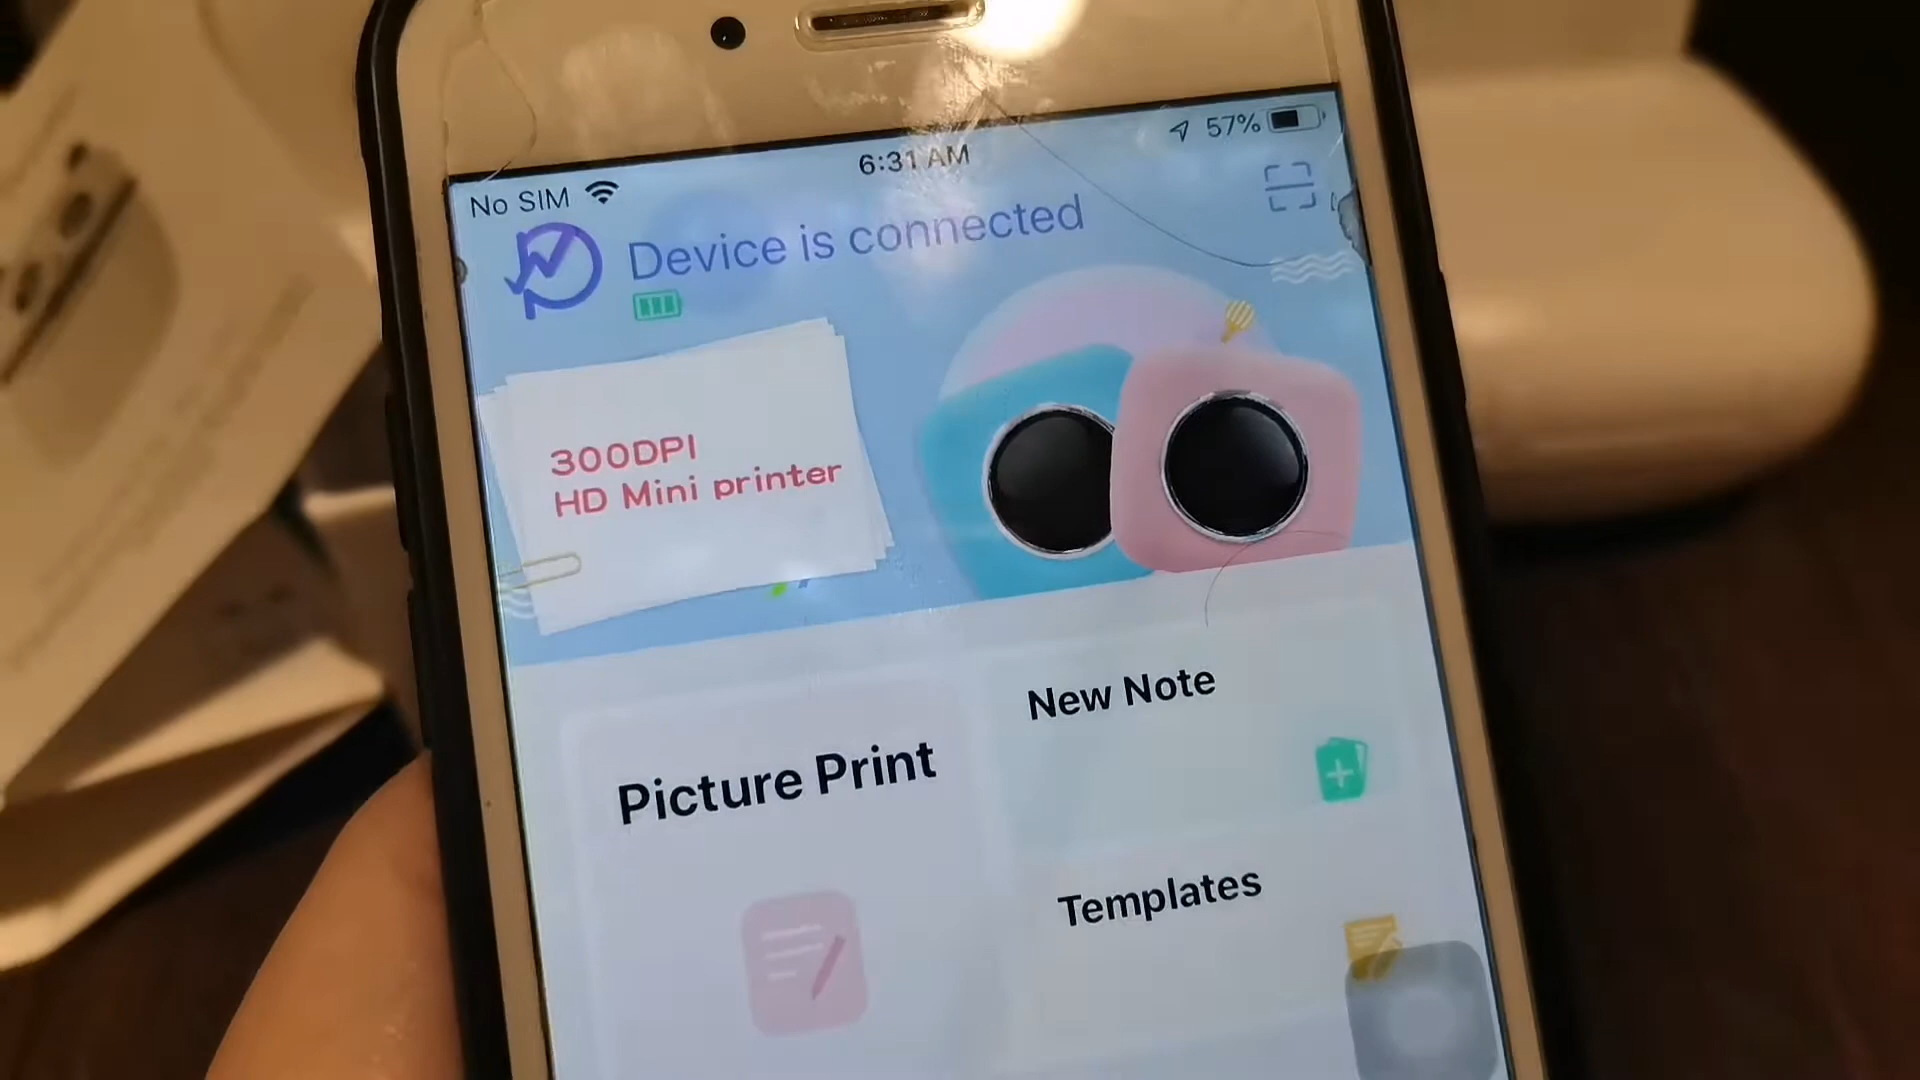 No SIM
6:31 AM
57%
Device is connected
300DPI
HD Mini printer
Picture Print
New Note
Templates